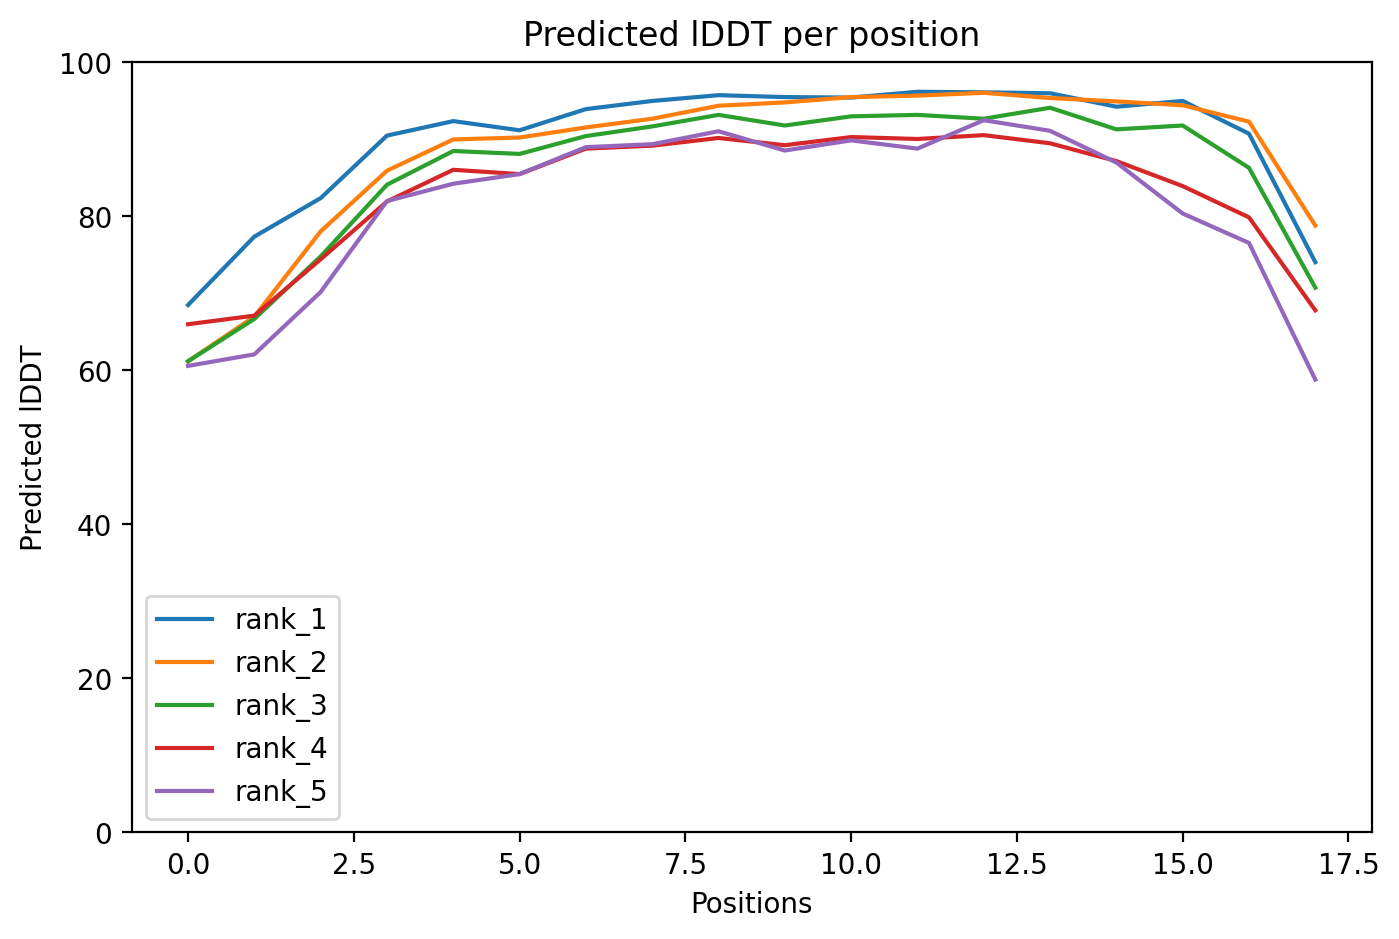 Predicted lDDT per position
100
80
60
40
20
0
Predicted lDDT
rank_1
rank_2
rank_3
rank_4
rank_5
0.0 2.5 5.0 7.5 10.0 12.5 15.0 17.5
Positions